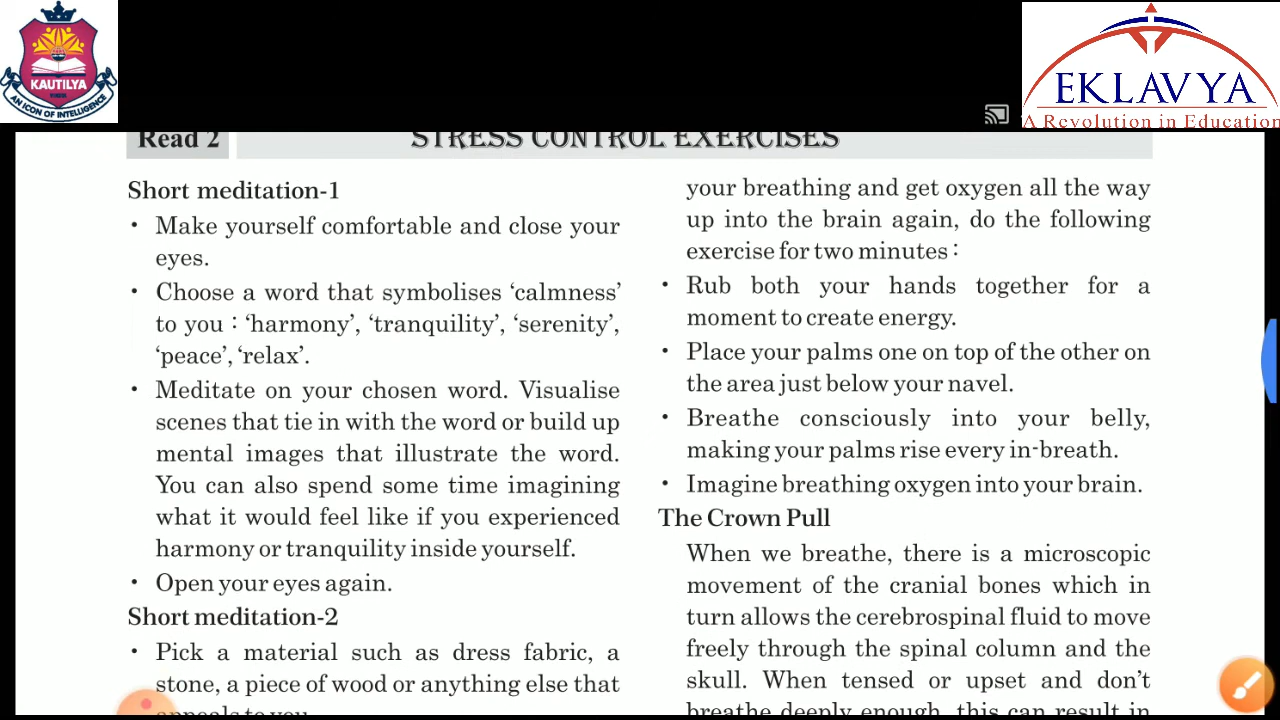 KAUTILYA
AN ICON OF INTELLIGENCE
EKLAVYA
A Revolution in Education
Read 2
STRESS CONTROL EXERCISES
Short meditation-1
• Make yourself comfortable and close your
eyes.
• Choose a word that symbolises ‘calmness’
to you : ‘harmony’, ‘tranquility’, ‘serenity’,
‘peace’, ‘relax’.
• Meditate on your chosen word. Visualise
scenes that tie in with the word or build up
mental images that illustrate the word.
You can also spend some time imagining
what it would feel like if you experienced
harmony or tranquility inside yourself.
• Open your eyes again.
Short meditation-2
• Pick a material such as dress fabric, a
stone, a piece of wood or anything else that
appeals to you
your breathing and get oxygen all the way
up into the brain again, do the following
exercise for two minutes :
• Rub both your hands together for a
moment to create energy.
• Place your palms one on top of the other on
the area just below your navel.
• Breathe consciously into your belly,
making your palms rise every in-breath.
• Imagine breathing oxygen into your brain.
The Crown Pull
When we breathe, there is a microscopic
movement of the cranial bones which in
turn allows the cerebrospinal fluid to move
freely through the spinal column and the
skull. When tensed or upset and don’t
breathe deeply enough, this can result in